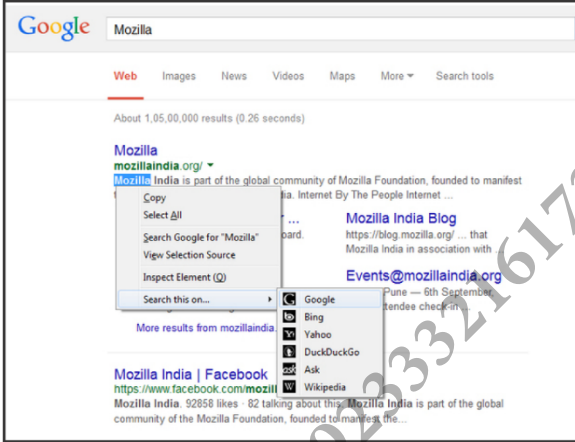 Google Mozilla
Web Images News Videos Maps More Search tools
About 1,05,00,000 results (0.26 seconds)
Mozilla
mozillaindia.org/
Mozilla India is part of the global community of Mozilla Foundation, founded to manifest
dia. Internet By The People Internet ...
Copy
Select All
Search Google for "Mozilla"
View Selection Source
Inspect Element (Q)
Search this on...
...
oard.
Mozilla India Blog
https://blog.mozilla.org/ ... that
Mozilla India in association with
Events@mozillaindia.org
Pune — 6th September,
ttendee check-in ...
Google
Bing
Yahoo
DuckDuckGo
Ask
Wikipedia
More results from mozillaindia.
Mozilla India | Facebook
https://www.facebook.com/mozill
Mozilla India. 92858 likes · 82 talking about this. Mozilla India is part of the global
community of the Mozilla Foundation, founded to manifest the...